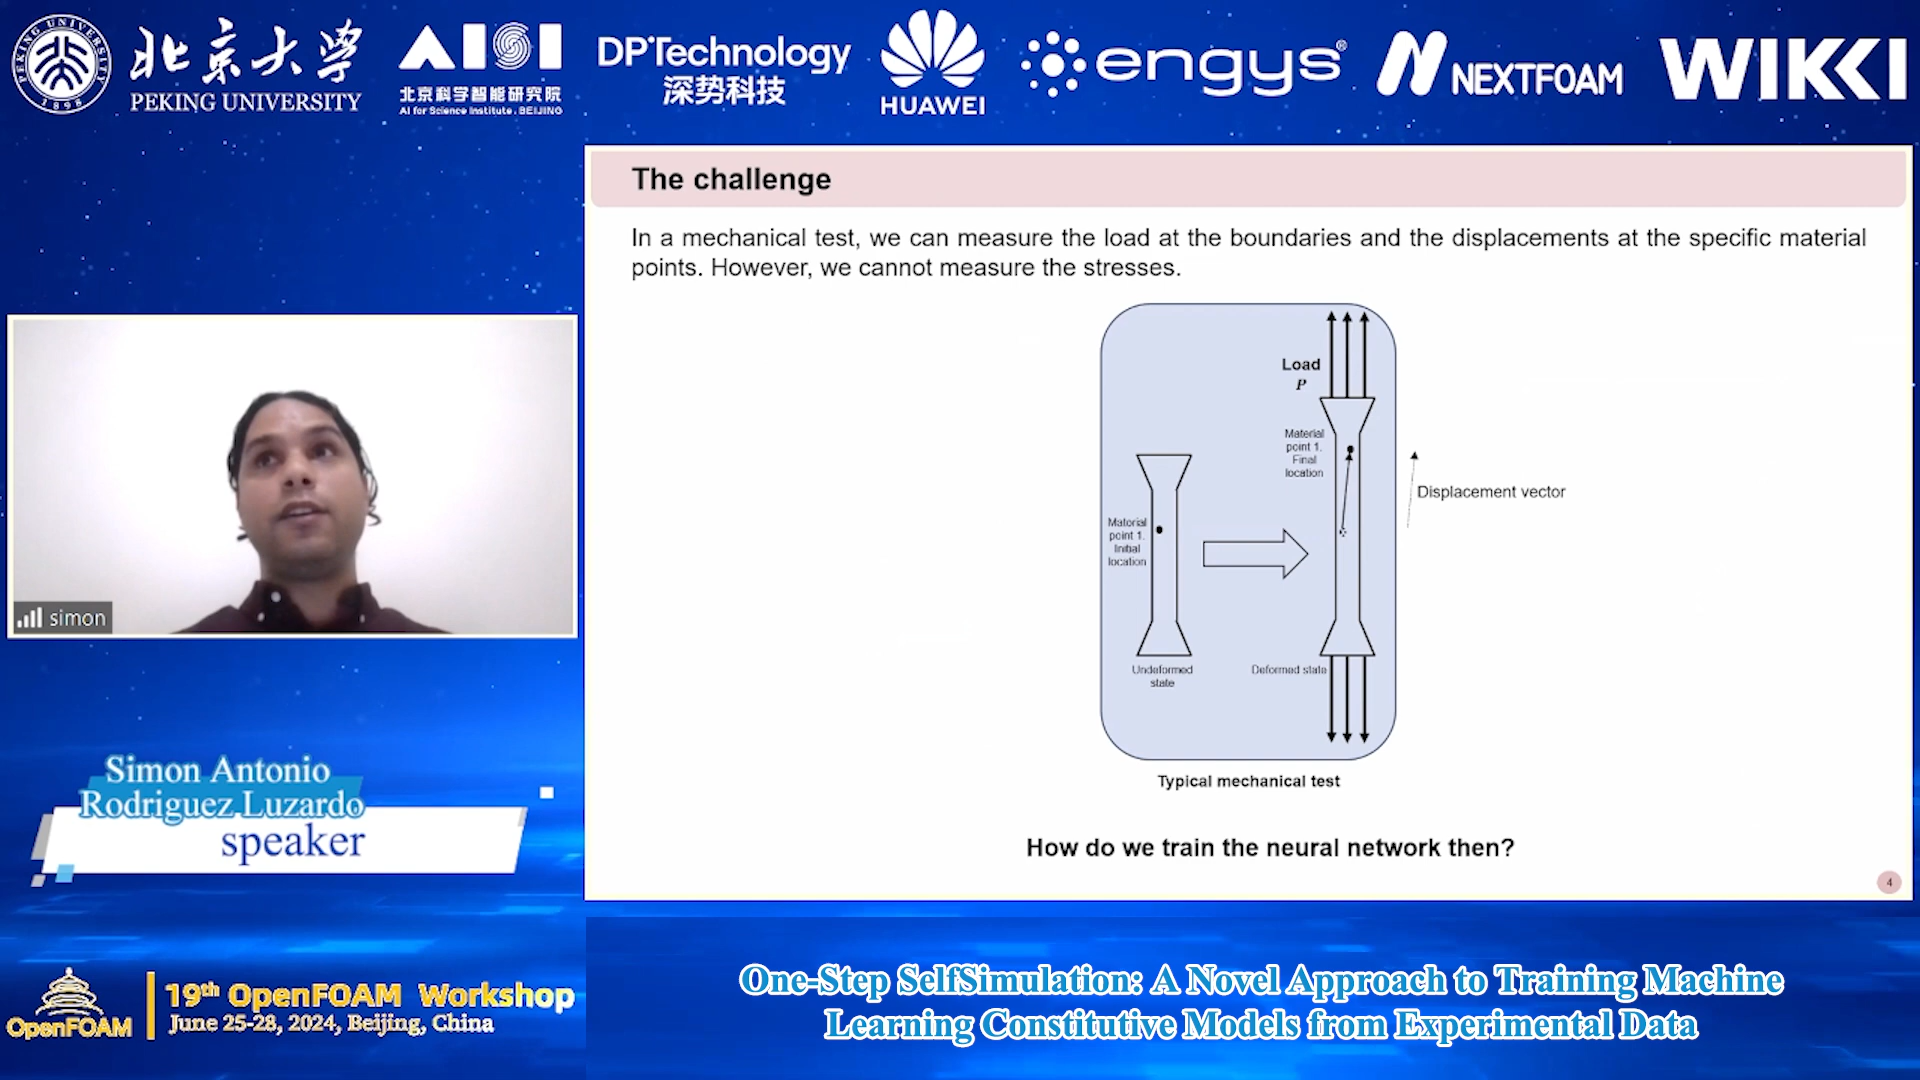 PEKING UNIVERSITY
1898
北京大学
PEKING UNIVERSITY
AISI
北京科学智能研究院
AI for Science Institute, BEIJING
DP Technology
深势科技
HUAWEI
engys®
NEXTFOAM
WIKKI
The challenge
In a mechanical test, we can measure the load at the boundaries and the displacements at the specific material
points. However, we cannot measure the stresses.
Load
P
Material
point 1.
Final
location
Displacement vector
Material
point 1.
Initial
location
Undeformed
state
Deformed state
Typical mechanical test
How do we train the neural network then?
4
simon
Simon Antonio
Rodriguez Luzardo
speaker
OpenFOAM
19th OpenFOAM Workshop
June 25-28, 2024, Beijing, China
One-Step SelfSimulation: A Novel Approach to Training Machine
Learning Constitutive Models from Experimental Data